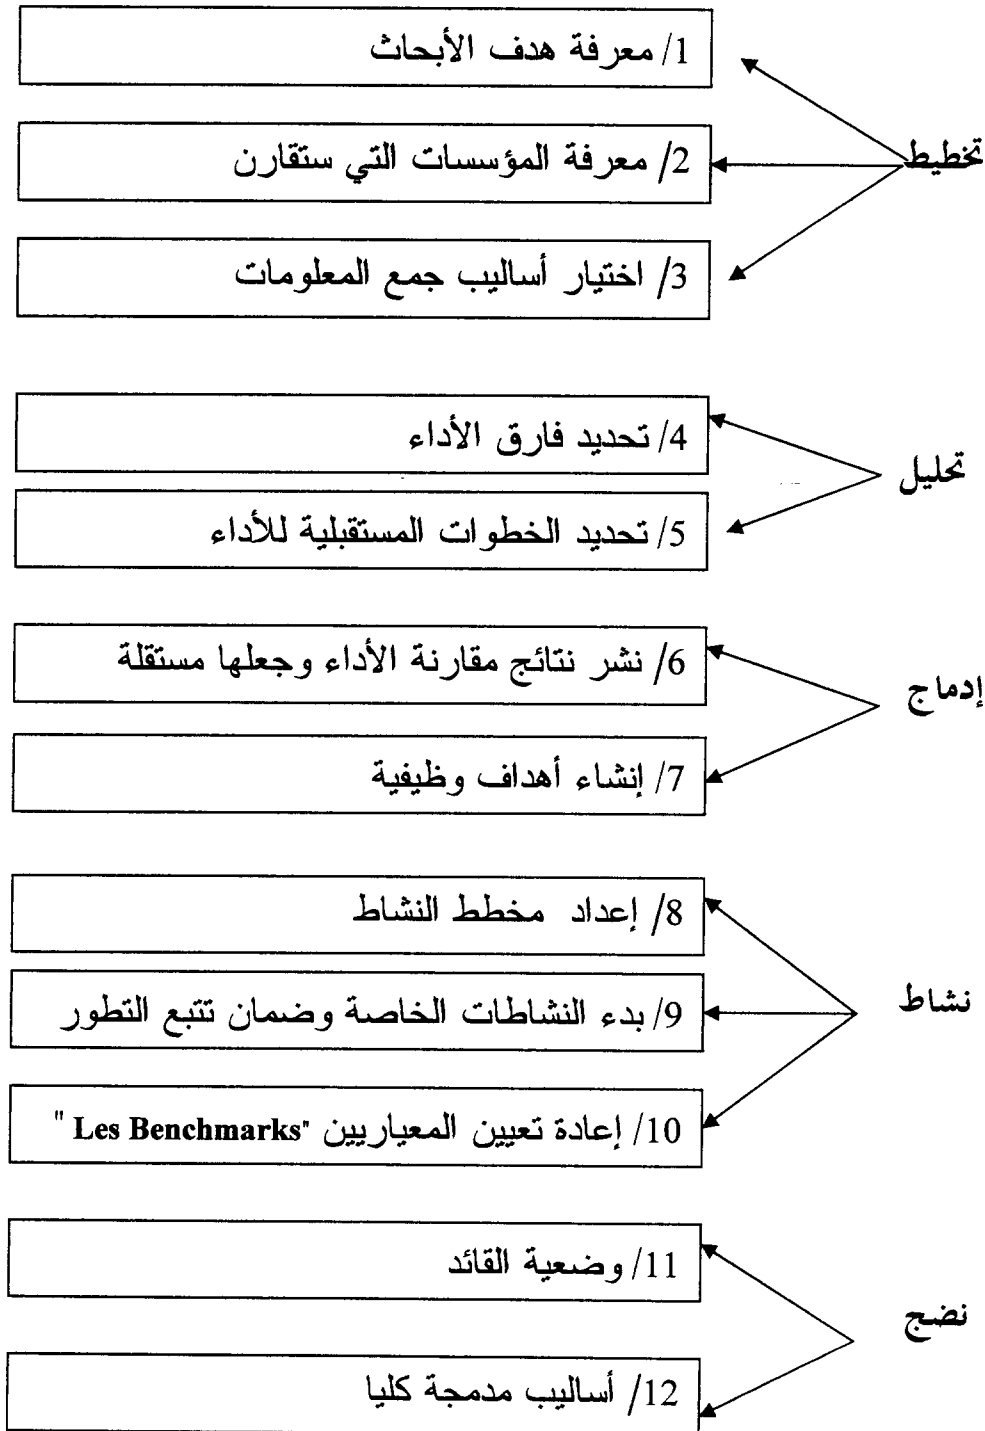 1/ معرفة هدف الأبحاث
تخطيط
2/ معرفة المؤسسات التي ستقارن
3/ اختيار أساليب جمع المعلومات
4/ تحديد فارق الأداء
تحليل
5/ تحديد الخطوات المستقبلية للأداء
6/ نشر نتائج مقارنة الأداء وجعلها مستقلة
إدماج
7/ إنشاء أهداف وظيفية
8/ إعداد مخطط النشاط
نشاط
9/ بدء النشاطات الخاصة وضمان تتبع التطور
10/ إعادة تعيين المعياريين "Les Benchmarks"
11/ وضعية القائد
نضج
12/ أساليب مدمجة كليا